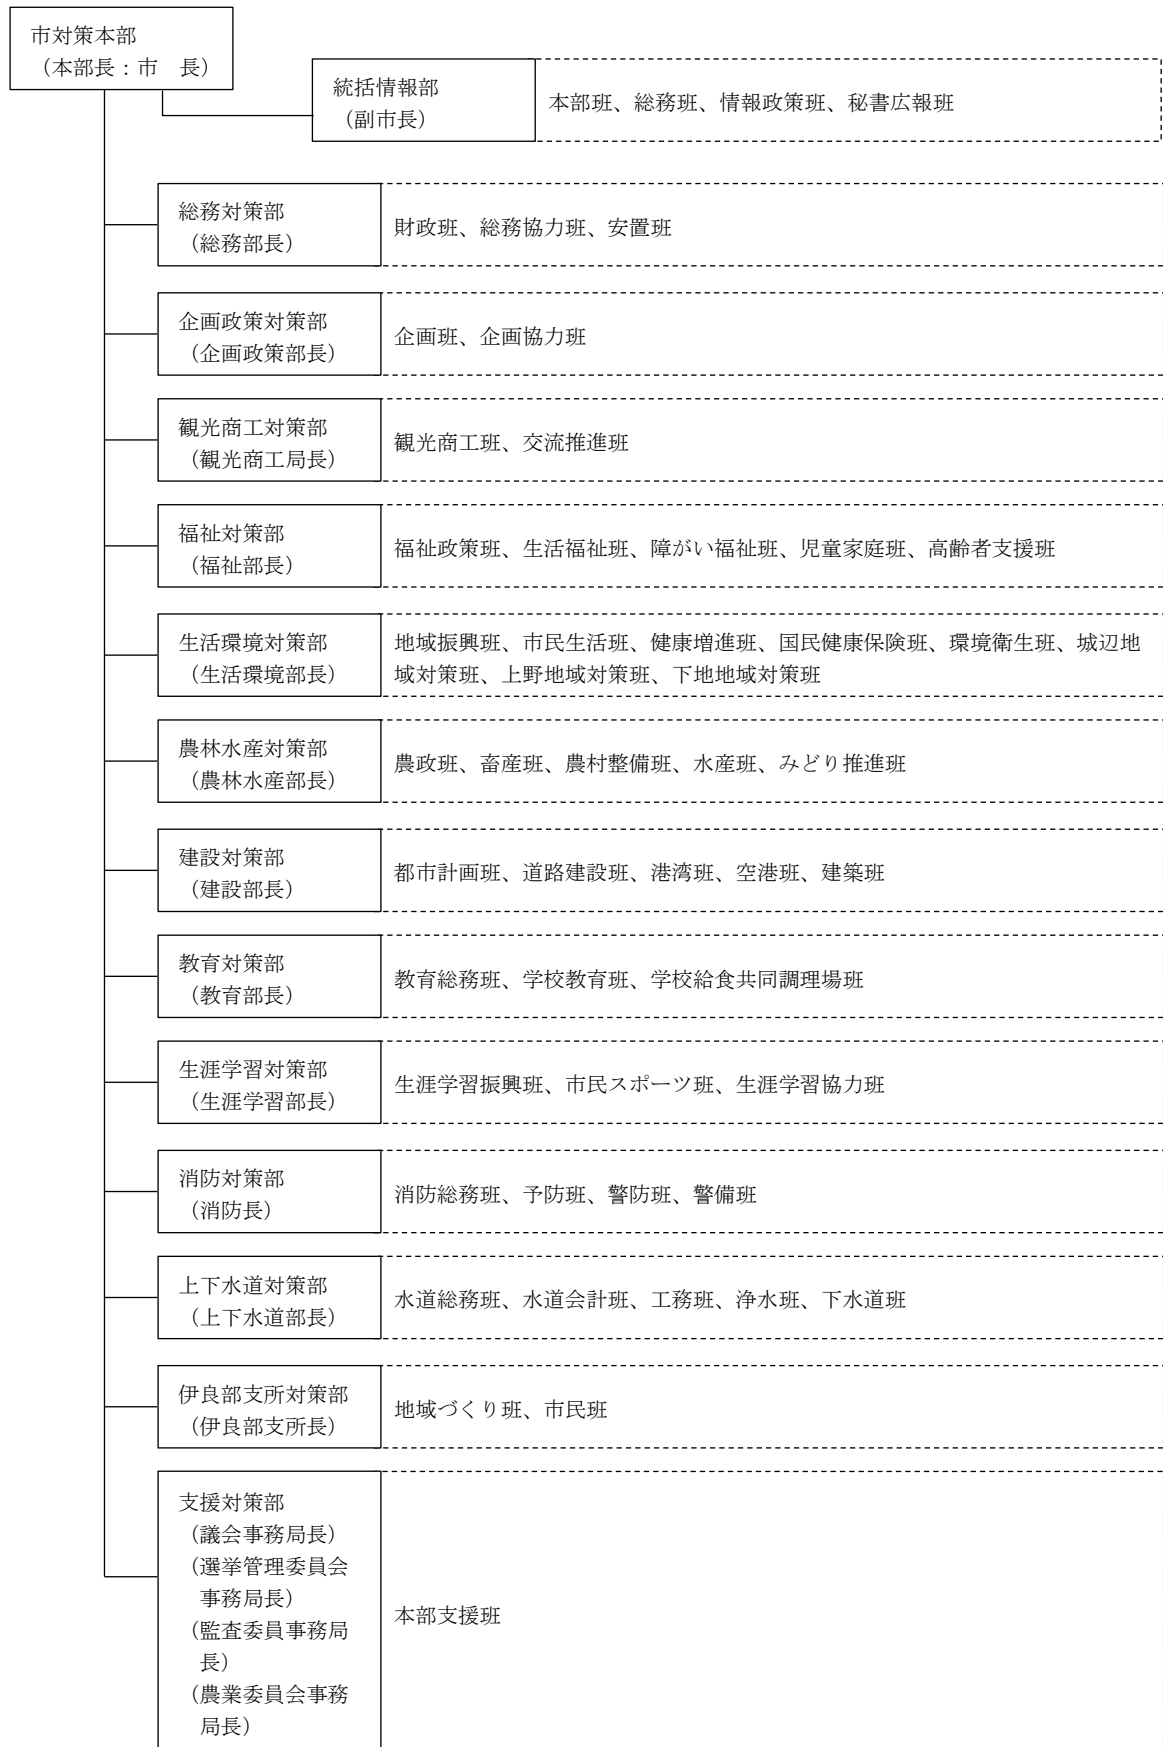 市対策本部
（本部長：市　長）
統括情報部
（副市長）
本部班、総務班、情報政策班、秘書広報班
総務対策部
（総務部長）
財政班、総務協力班、安置班
企画政策対策部
（企画政策部長）
企画班、企画協力班
観光商工対策部
（観光商工局長）
観光商工班、交流推進班
福祉対策部
（福祉部長）
福祉政策班、生活福祉班、障がい福祉班、児童家庭班、高齢者支援班
生活環境対策部
（生活環境部長）
地域振興班、市民生活班、健康増進班、国民健康保険班、環境衛生班、城辺地
域対策班、上野地域対策班、下地地域対策班
農林水産対策部
（農林水産部長）
農政班、畜産班、農村整備班、水産班、みどり推進班
建設対策部
（建設部長）
都市計画班、道路建設班、港湾班、空港班、建築班
教育対策部
（教育部長）
教育総務班、学校教育班、学校給食共同調理場班
生涯学習対策部
（生涯学習部長）
生涯学習振興班、市民スポーツ班、生涯学習協力班
消防対策部
（消防長）
消防総務班、予防班、警防班、警備班
上下水道対策部
（上下水道部長）
水道総務班、水道会計班、工務班、浄水班、下水道班
伊良部支所対策部
（伊良部支所長）
地域づくり班、市民班
支援対策部
（議会事務局長）
（選挙管理委員会
事務局長）
（監査委員事務局
長）
（農業委員会事務
局長）
本部支援班